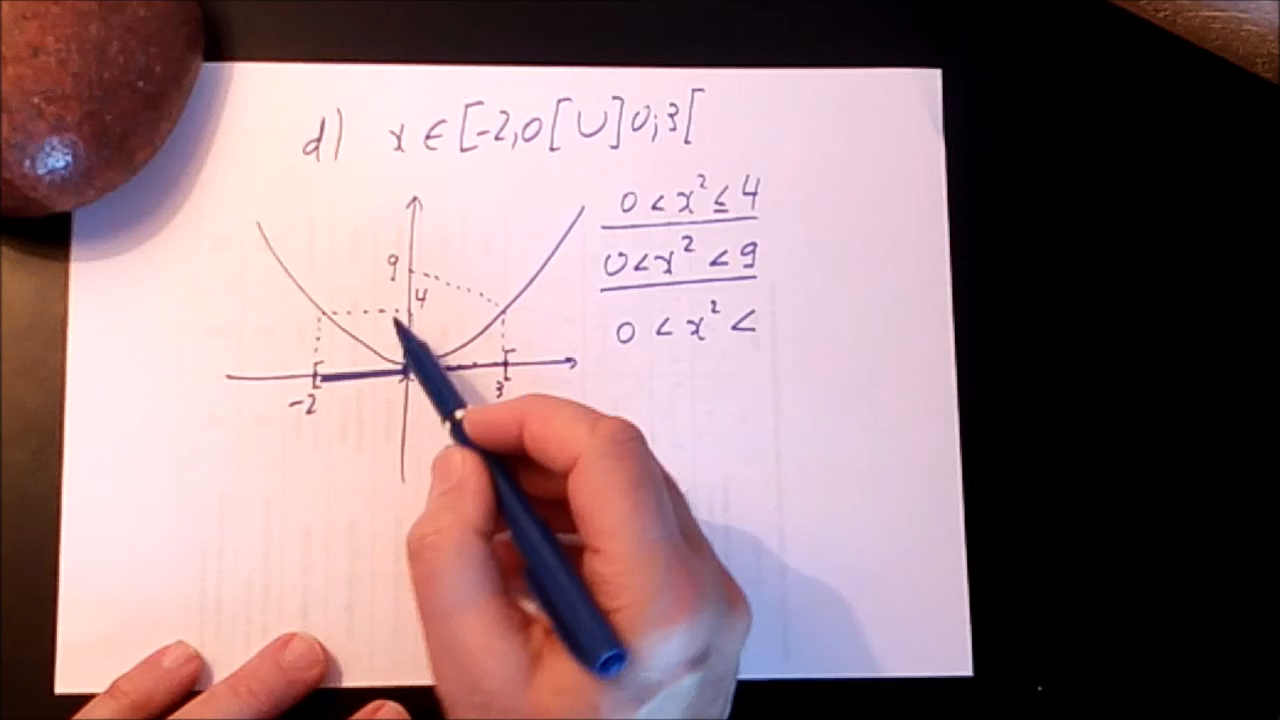 d) x ∈ [-2,0[ ∪ ]0;3[
0 < x² ≤ 4
0 < x² < 9
0 < x² <
9
4
-2
3